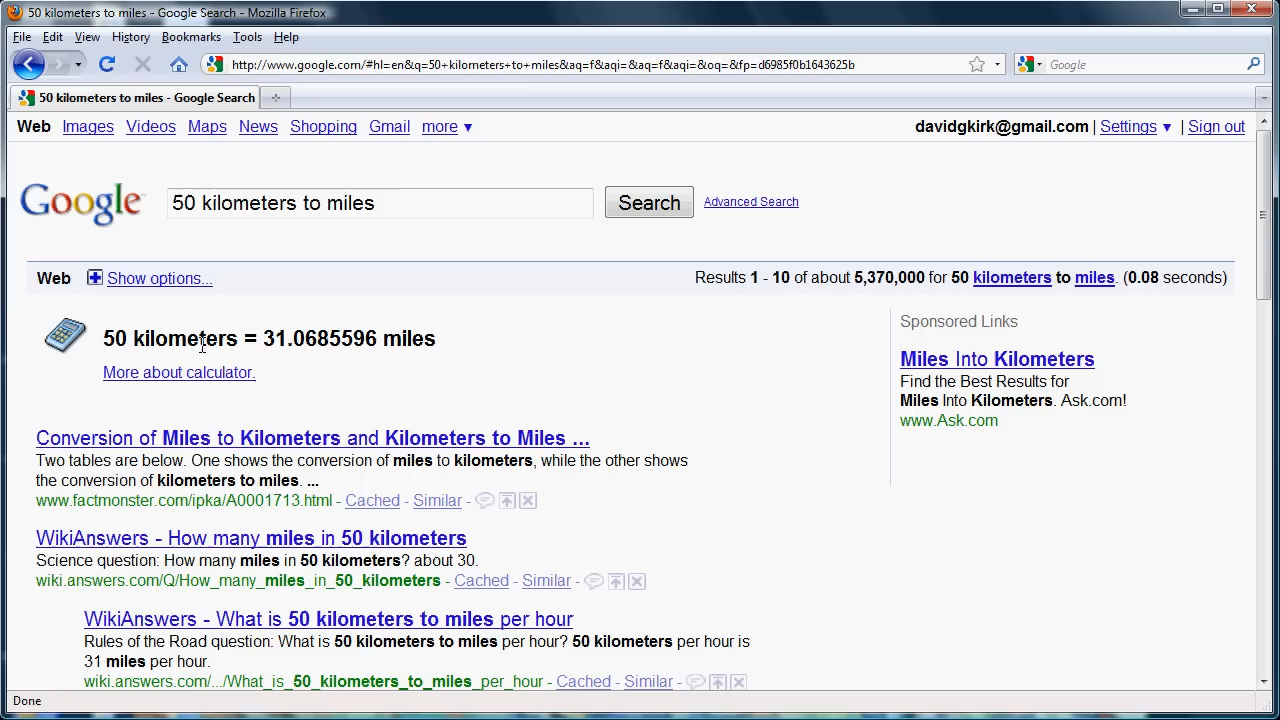 50 kilometers to miles - Google Search - Mozilla Firefox
File Edit View History Bookmarks Tools Help
http://www.google.com/#hl=en&q=50+kilometers+to+miles&aq=f&aqi=&aq=f&aqi=&oq=&fp=d6985f0b1643625b
Google
50 kilometers to miles - Google Search
Web Images Videos Maps News Shopping Gmail more ▼
davidgkirk@gmail.com | Settings ▼ | Sign out
Google
50 kilometers to miles
Search
Advanced Search
Web Show options...
Results 1 - 10 of about 5,370,000 for 50 kilometers to miles. (0.08 seconds)
50 kilometers = 31.0685596 miles
More about calculator.
Sponsored Links
Miles Into Kilometers
Find the Best Results for
Miles Into Kilometers. Ask.com!
www.Ask.com
Conversion of Miles to Kilometers and Kilometers to Miles ...
Two tables are below. One shows the conversion of miles to kilometers, while the other shows
the conversion of kilometers to miles. ...
www.factmonster.com/ipka/A0001713.html - Cached - Similar -
WikiAnswers - How many miles in 50 kilometers
Science question: How many miles in 50 kilometers? about 30.
wiki.answers.com/Q/How_many_miles_in_50_kilometers - Cached - Similar -
WikiAnswers - What is 50 kilometers to miles per hour
Rules of the Road question: What is 50 kilometers to miles per hour? 50 kilometers per hour is
31 miles per hour.
wiki.answers.com/.../What_is_50_kilometers_to_miles_per_hour - Cached - Similar -
Done